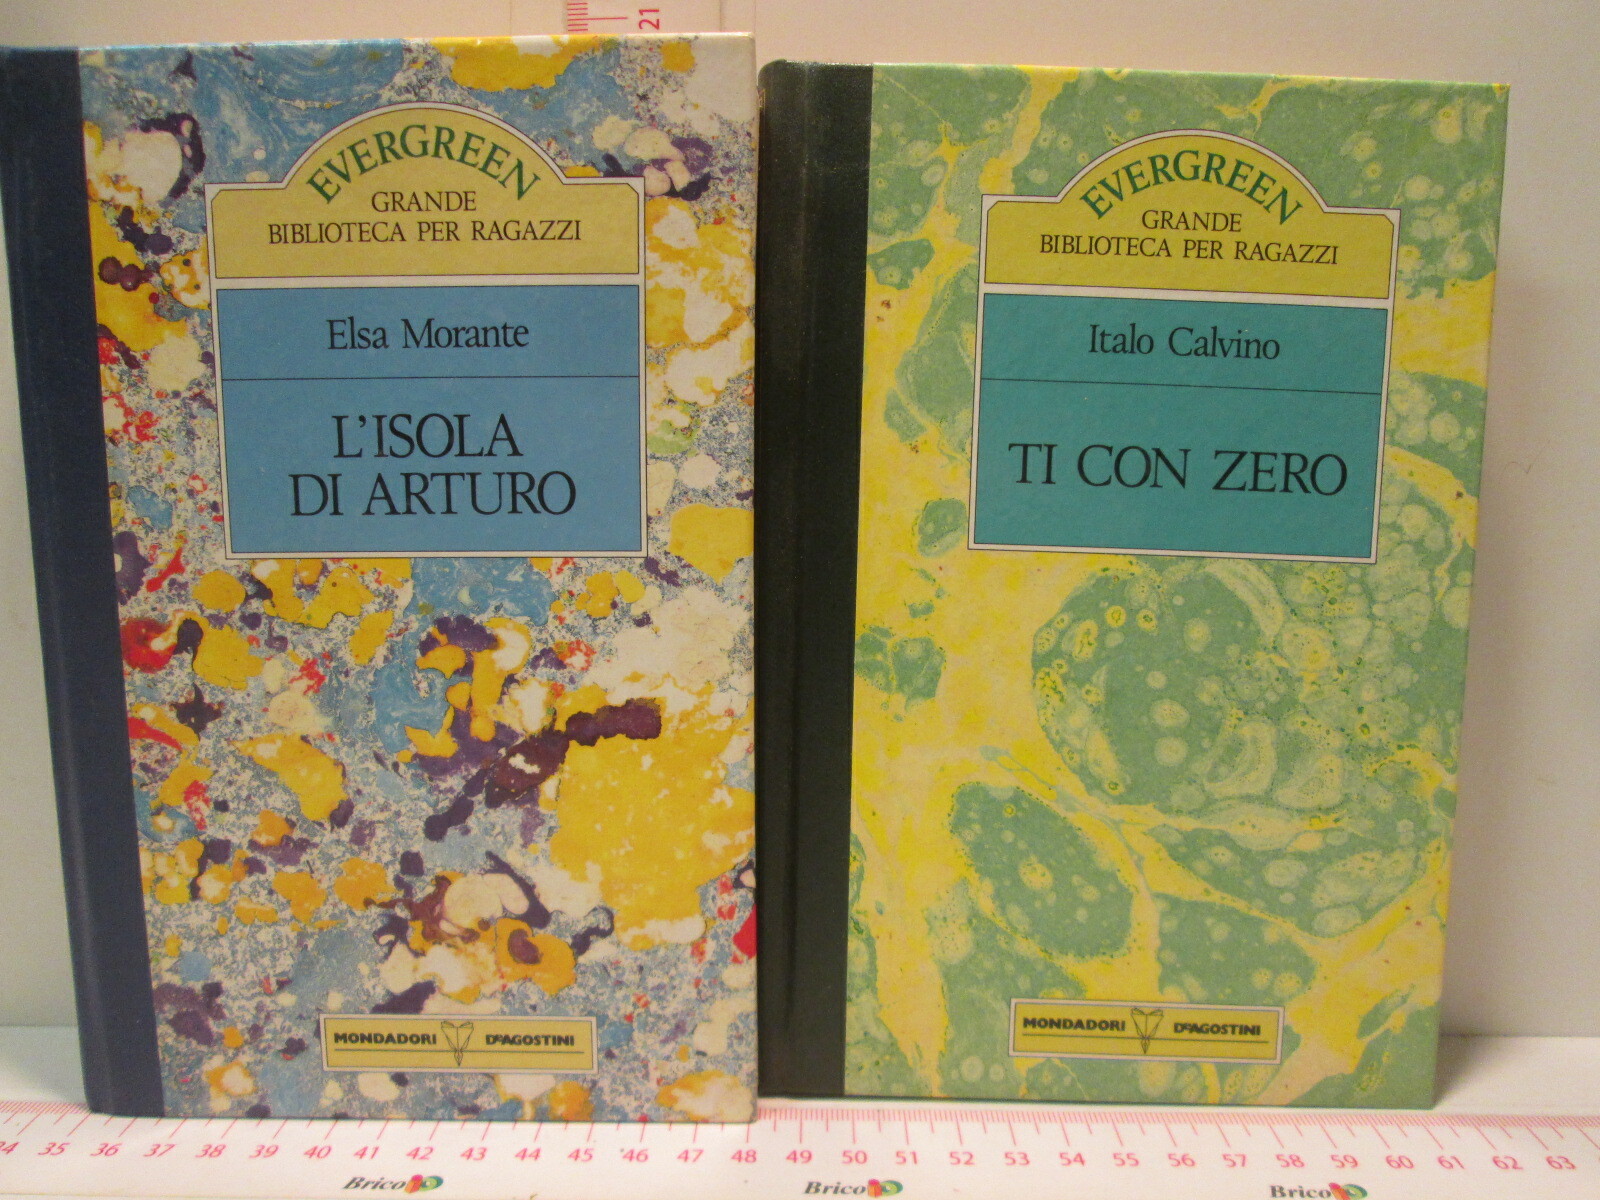 21
EVERGREEN
GRANDE
BIBLIOTECA PER RAGAZZI
Elsa Morante
L'ISOLA
DI ARTURO
MONDADORI DeAGOSTINI
EVERGREEN
GRANDE
BIBLIOTECA PER RAGAZZI
Italo Calvino
TI CON ZERO
MONDADORI DeAGOSTINI
34 35 36 37 38 39 40 41 42 43 44 45 46 47 48 49 50 51 52 53 54 55 56 57 58 59 60 61 62 63
Brico Brico Brico